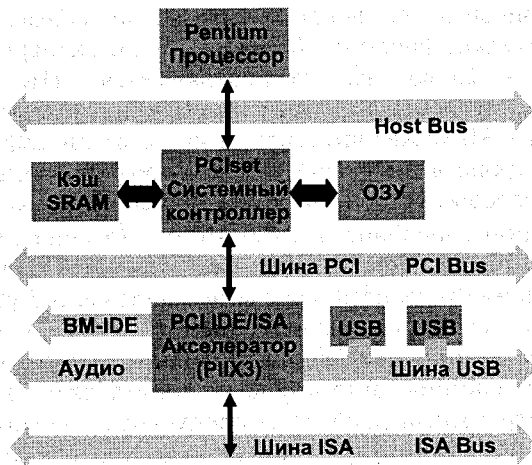 Pentium
Процессор
Host Bus
Кэш
SRAM
PCIset
Системный
контроллер
ОЗУ
Шина PCI PCI Bus
BM-IDE
PCI IDE/ISA
Акселератор
(PIIX3)
USB USB
Аудио
Шина USB
Шина ISA ISA Bus